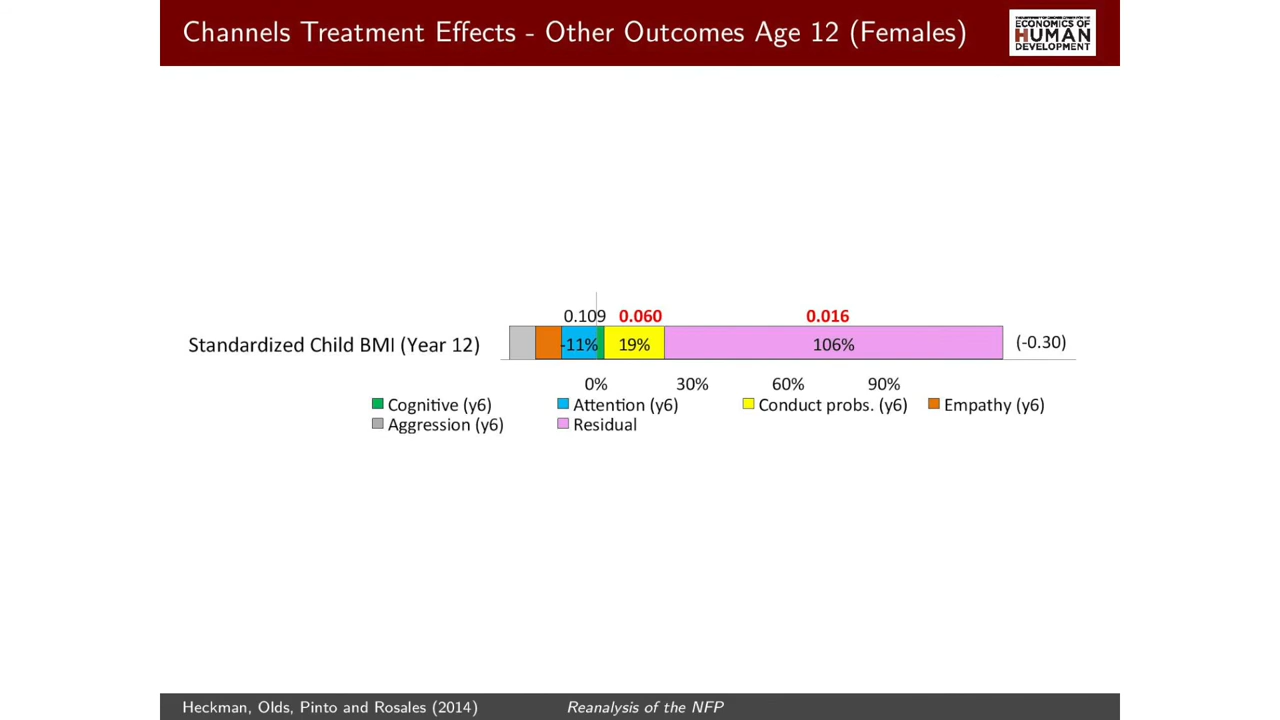 Channels Treatment Effects - Other Outcomes Age 12 (Females)
ECONOMICS OF
HUMAN
DEVELOPMENT
0.109 0.060 0.016
Standardized Child BMI (Year 12) -11% 19% 106% (-0.30)
0% 30% 60% 90%
Cognitive (y6) Attention (y6) Conduct probs. (y6) Empathy (y6)
Aggression (y6) Residual
Heckman, Olds, Pinto and Rosales (2014) Reanalysis of the NFP